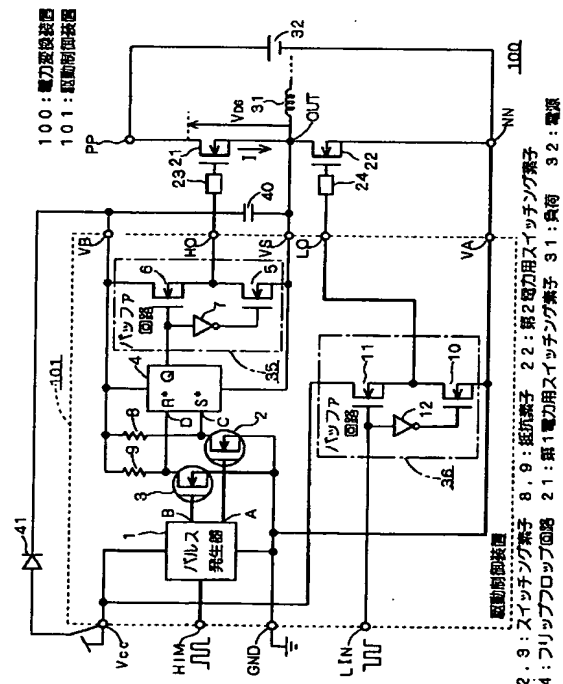 100:電力変換装置
101:駆動制御装置
32
100
PP
VDG
31
OUT
21
23
I
22
24
NN
40
VB
HO
VS
LO
VA
101
バッファ回路
6
7
5
35
4
Q
R*
S*
D
C
8
9
3
2
1
パルス発生器
B
A
バッファ回路
11
12
10
36
駆動制御装置
41
Vcc
HIM
GND
LIN
2,3:スイッチング素子 8,9:抵抗素子 22:第2電力用スイッチング素子
4:フリップフロップ回路 21:第1電力用スイッチング素子 31:負荷 32:電源